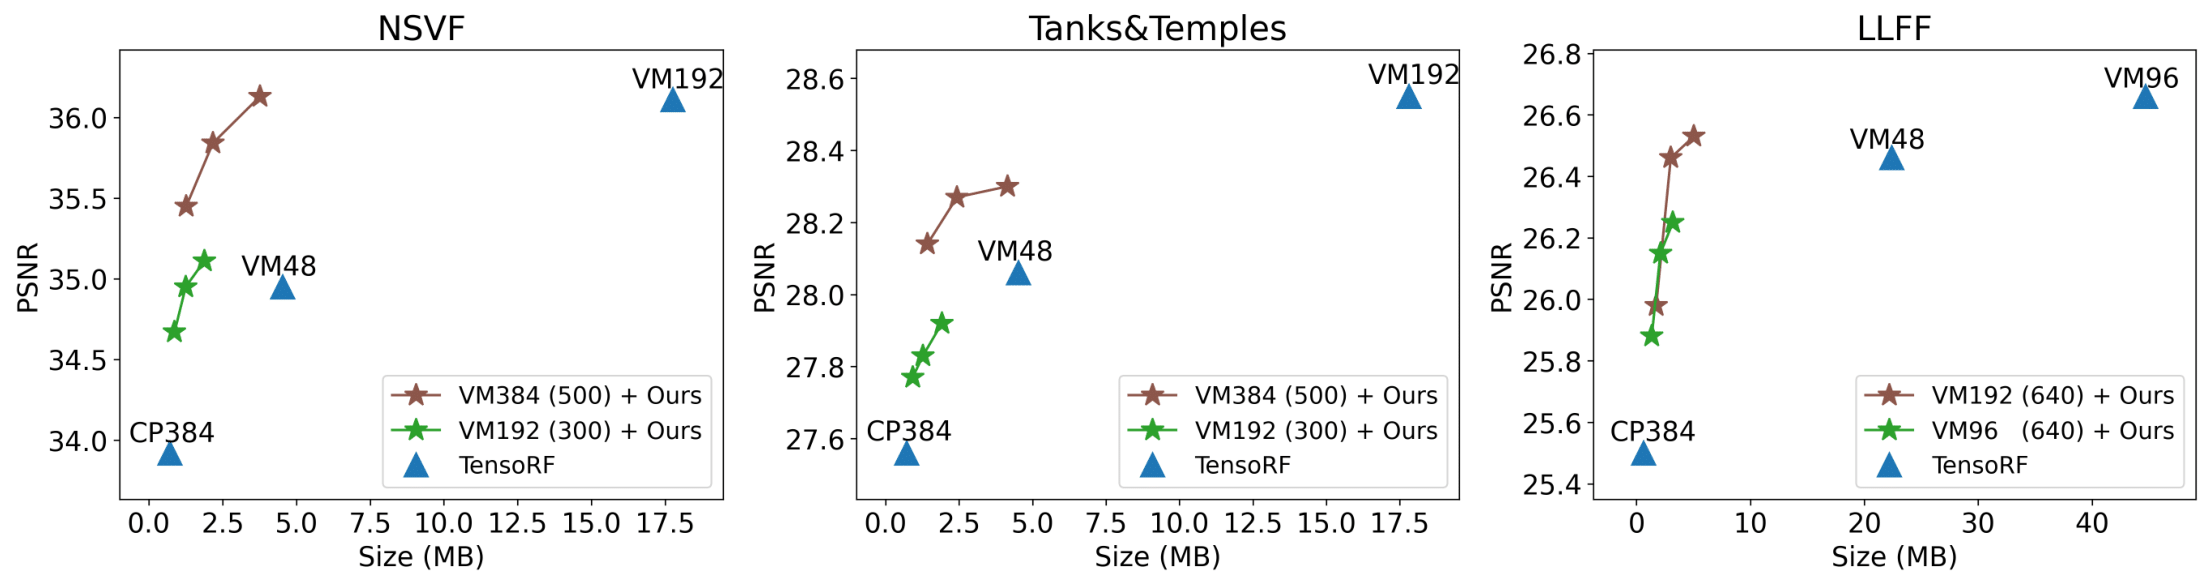 NSVF
PSNR
36.0
35.5
35.0
34.5
34.0
VM192
VM48
CP384
VM384 (500) + Ours
VM192 (300) + Ours
TensoRF
0.0 2.5 5.0 7.5 10.0 12.5 15.0 17.5
Size (MB)
Tanks&Temples
PSNR
28.6
28.4
28.2
28.0
27.8
27.6
VM192
VM48
CP384
VM384 (500) + Ours
VM192 (300) + Ours
TensoRF
0.0 2.5 5.0 7.5 10.0 12.5 15.0 17.5
Size (MB)
LLFF
PSNR
26.8
26.6
26.4
26.2
26.0
25.8
25.6
25.4
VM96
VM48
CP384
VM192 (640) + Ours
VM96 (640) + Ours
TensoRF
0 10 20 30 40
Size (MB)